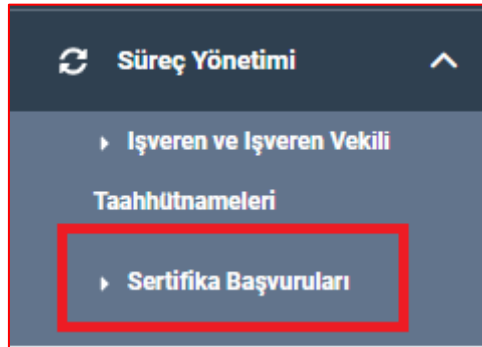 Süreç Yönetimi
Işveren ve Işveren Vekili
Taahhütnameleri
Sertifika Başvuruları